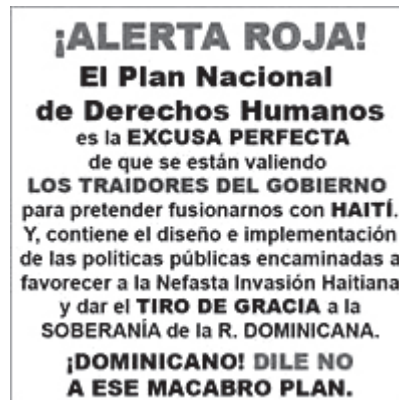 ¡ALERTA ROJA!
El Plan Nacional
de Derechos Humanos
es la EXCUSA PERFECTA
de que se están valiendo
LOS TRAIDORES DEL GOBIERNO
para pretender fusionarnos con HAITÍ.
Y, contiene el diseño e implementación
de las políticas públicas encaminadas a
favorecer a la Nefasta Invasión Haitiana
y dar el TIRO DE GRACIA a la
SOBERANÍA de la R. DOMINICANA.
¡DOMINICANO! DILE NO
A ESE MACABRO PLAN.